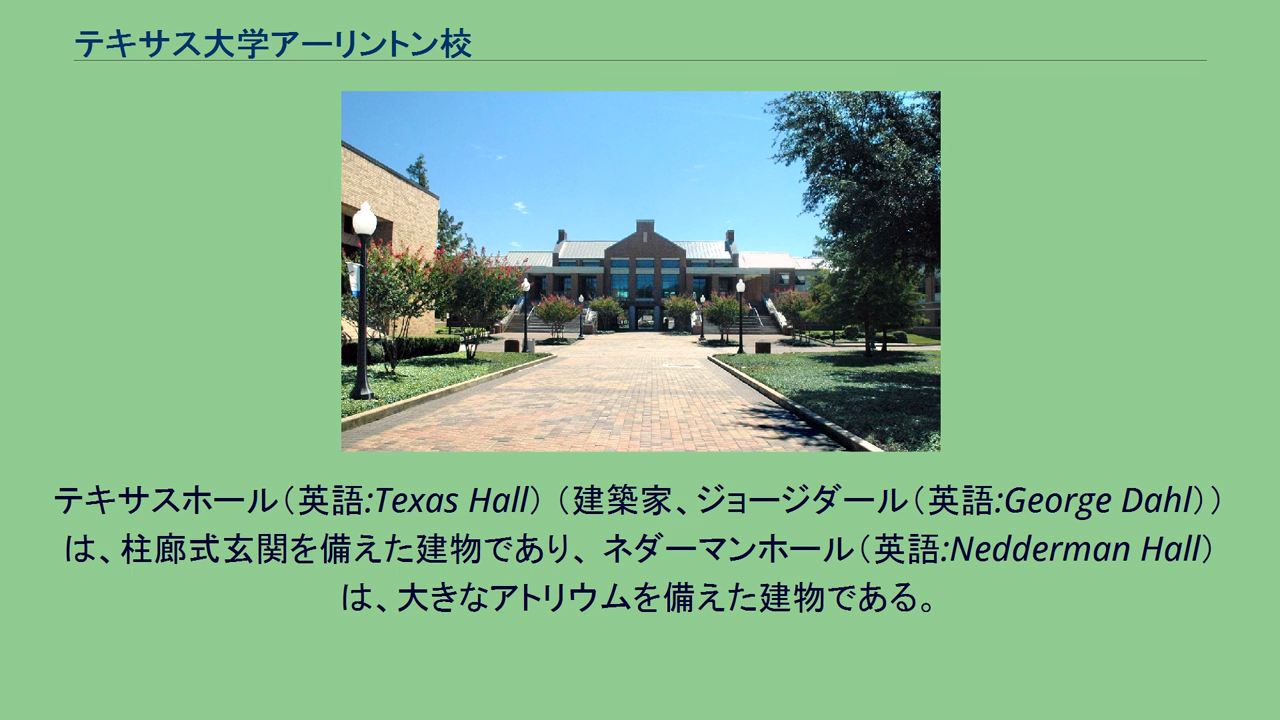 テキサス大学アーリントン校
テキサスホール（英語:Texas Hall）（建築家、ジョージダール（英語:George Dahl））
は、柱廊式玄関を備えた建物であり、ネダーマンホール（英語:Nedderman Hall）
は、大きなアトリウムを備えた建物である。